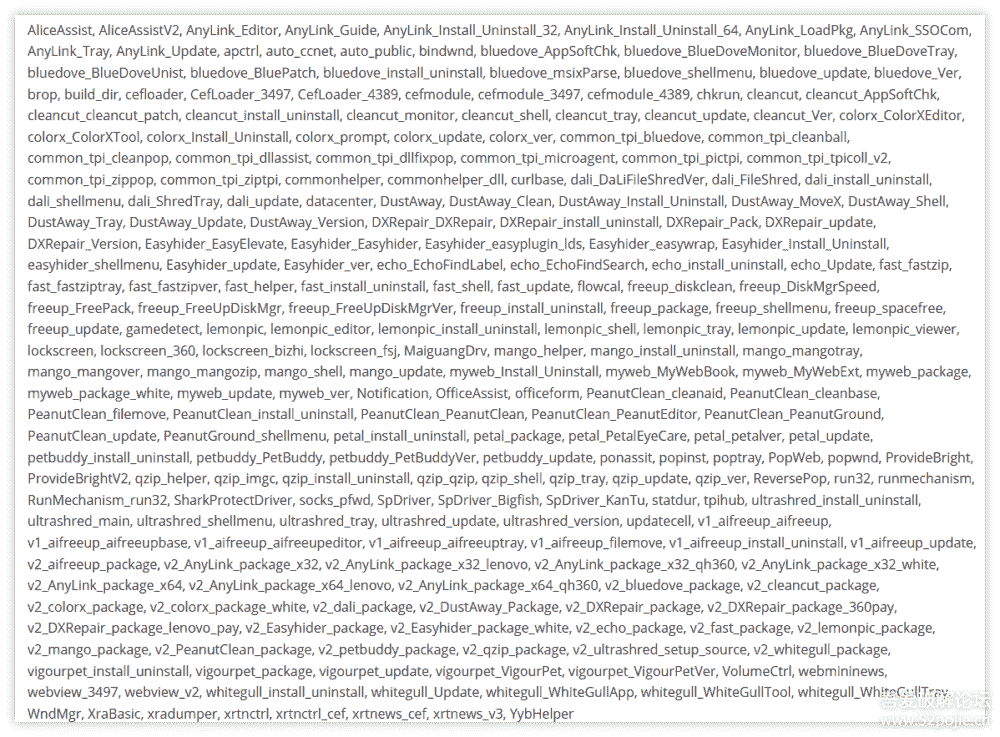 AliceAssist, AliceAssistV2, AnyLink_Editor, AnyLink_Guide, AnyLink_Install_Uninstall_32, AnyLink_Install_Uninstall_64, AnyLink_LoadPkg, AnyLink_SSOCom,
AnyLink_Tray, AnyLink_Update, apctrl, auto_ccnet, auto_public, bindwnd, bluedove_AppSoftChk, bluedove_BlueDoveMonitor, bluedove_BlueDoveTray,
bluedove_BlueDoveUnist, bluedove_BluePatch, bluedove_install_uninstall, bluedove_msixParse, bluedove_shellmenu, bluedove_update, bluedove_Ver,
brop, build_dir, cefloader, CefLoader_3497, CefLoader_4389, cefmodule, cefmodule_3497, cefmodule_4389, chkrun, cleancut, cleancut_AppSoftChk,
cleancut_cleancut_patch, cleancut_install_uninstall, cleancut_monitor, cleancut_shell, cleancut_tray, cleancut_update, cleancut_Ver, colorx_ColorXEditor,
colorx_ColorXTool, colorx_Install_Uninstall, colorx_prompt, colorx_update, colorx_ver, common_tpi_bluedove, common_tpi_cleanball,
common_tpi_cleanpop, common_tpi_dllassist, common_tpi_dllfixpop, common_tpi_microagent, common_tpi_pictpi, common_tpi_tpicoll_v2,
common_tpi_zippop, common_tpi_ziptpi, commonhelper, commonhelper_dll, curlbase, dali_DaLiFileShredVer, dali_FileShred, dali_install_uninstall,
dali_shellmenu, dali_ShredTray, dali_update, datacenter, DustAway, DustAway_Clean, DustAway_Install_Uninstall, DustAway_MoveX, DustAway_Shell,
DustAway_Tray, DustAway_Update, DustAway_Version, DXRepair_DXRepair, DXRepair_install_uninstall, DXRepair_Pack, DXRepair_update,
DXRepair_Version, Easyhider_EasyElevate, Easyhider_Easyhider, Easyhider_easyplugin_lds, Easyhider_easywrap, Easyhider_Install_Uninstall,
easyhider_shellmenu, Easyhider_update, Easyhider_ver, echo_EchoFindLabel, echo_EchoFindSearch, echo_install_uninstall, echo_Update, fast_fastzip,
fast_fastziptray, fast_fastzipver, fast_helper, fast_install_uninstall, fast_shell, fast_update, flowcal, freeup_diskclean, freeup_DiskMgrSpeed,
freeup_FreePack, freeup_FreeUpDiskMgr, freeup_FreeUpDiskMgrVer, freeup_install_uninstall, freeup_package, freeup_shellmenu, freeup_spacefree,
freeup_update, gamedetect, lemonpic, lemonpic_editor, lemonpic_install_uninstall, lemonpic_shell, lemonpic_tray, lemonpic_update, lemonpic_viewer,
lockscreen, lockscreen_360, lockscreen_bizhi, lockscreen_fsj, MaiguangDrv, mango_helper, mango_install_uninstall, mango_mangotray,
mango_mangover, mango_mangozip, mango_shell, mango_update, myweb_Install_Uninstall, myweb_MyWebBook, myweb_MyWebExt, myweb_package,
myweb_package_white, myweb_update, myweb_ver, Notification, OfficeAssist, officeform, PeanutClean_cleanaid, PeanutClean_cleanbase,
PeanutClean_filemove, PeanutClean_install_uninstall, PeanutClean_PeanutClean, PeanutClean_PeanutEditor, PeanutClean_PeanutGround,
PeanutClean_update, PeanutGround_shellmenu, petal_install_uninstall, petal_package, petal_PetalEyeCare, petal_petalver, petal_update,
petbuddy_install_uninstall, petbuddy_PetBuddy, petbuddy_PetBuddyVer, petbuddy_update, ponassit, popinst, poptray, PopWeb, popwnd, ProvideBright,
ProvideBrightV2, qzip_helper, qzip_imgc, qzip_install_uninstall, qzip_qzip, qzip_shell, qzip_tray, qzip_update, qzip_ver, ReversePop, run32, runmechanism,
RunMechanism_run32, SharkProtectDriver, socks_pfwd, SpDriver, SpDriver_Bigfish, SpDriver_KanTu, statdur, tpihub, ultrashred_install_uninstall,
ultrashred_main, ultrashred_shellmenu, ultrashred_tray, ultrashred_update, ultrashred_version, updatecell, v1_aifreeup_aifreeup,
v1_aifreeup_aifreeupbase, v1_aifreeup_aifreeupeditor, v1_aifreeup_aifreeuptray, v1_aifreeup_filemove, v1_aifreeup_install_uninstall, v1_aifreeup_update,
v2_aifreeup_package, v2_AnyLink_package_x32, v2_AnyLink_package_x32_lenovo, v2_AnyLink_package_x32_qh360, v2_AnyLink_package_x32_white,
v2_AnyLink_package_x64, v2_AnyLink_package_x64_lenovo, v2_AnyLink_package_x64_qh360, v2_bluedove_package, v2_cleancut_package,
v2_colorx_package, v2_colorx_package_white, v2_dali_package, v2_DustAway_Package, v2_DXRepair_package, v2_DXRepair_package_360pay,
v2_DXRepair_package_lenovo_pay, v2_Easyhider_package, v2_Easyhider_package_white, v2_echo_package, v2_fast_package, v2_lemonpic_package,
v2_mango_package, v2_PeanutClean_package, v2_petbuddy_package, v2_qzip_package, v2_ultrashred_setup_source, v2_whitegull_package,
vigourpet_install_uninstall, vigourpet_package, vigourpet_update, vigourpet_VigourPet, vigourpet_VigourPetVer, VolumeCtrl, webmininews,
webview_3497, webview_v2, whitegull_install_uninstall, whitegull_Update, whitegull_WhiteGullApp, whitegull_WhiteGullTool, whitegull_WhiteGullTray,
WndMgr, XraBasic, xradumper, xrtnctrl, xrtnctrl_cef, xrtnews_cef, xrtnews_v3, YybHelper
吾爱破解论坛
www.52pojie.cn